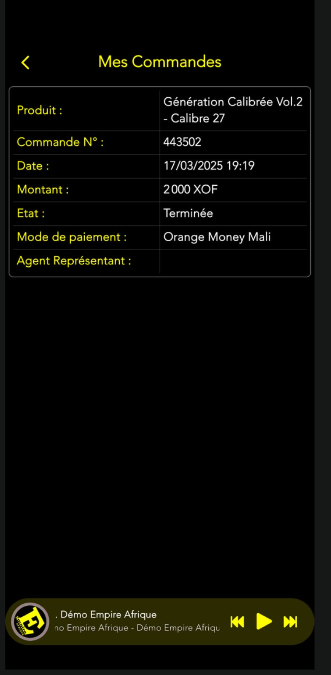 Mes Commandes
Produit :
Génération Calibrée Vol.2
- Calibre 27
Commande N° :
443502
Date :
17/03/2025 19:19
Montant :
2 000 XOF
Etat :
Terminée
Mode de paiement :
Orange Money Mali
Agent Représentant :
. Démo Empire Afrique
mo Empire Afrique - Démo Empire Afriqu